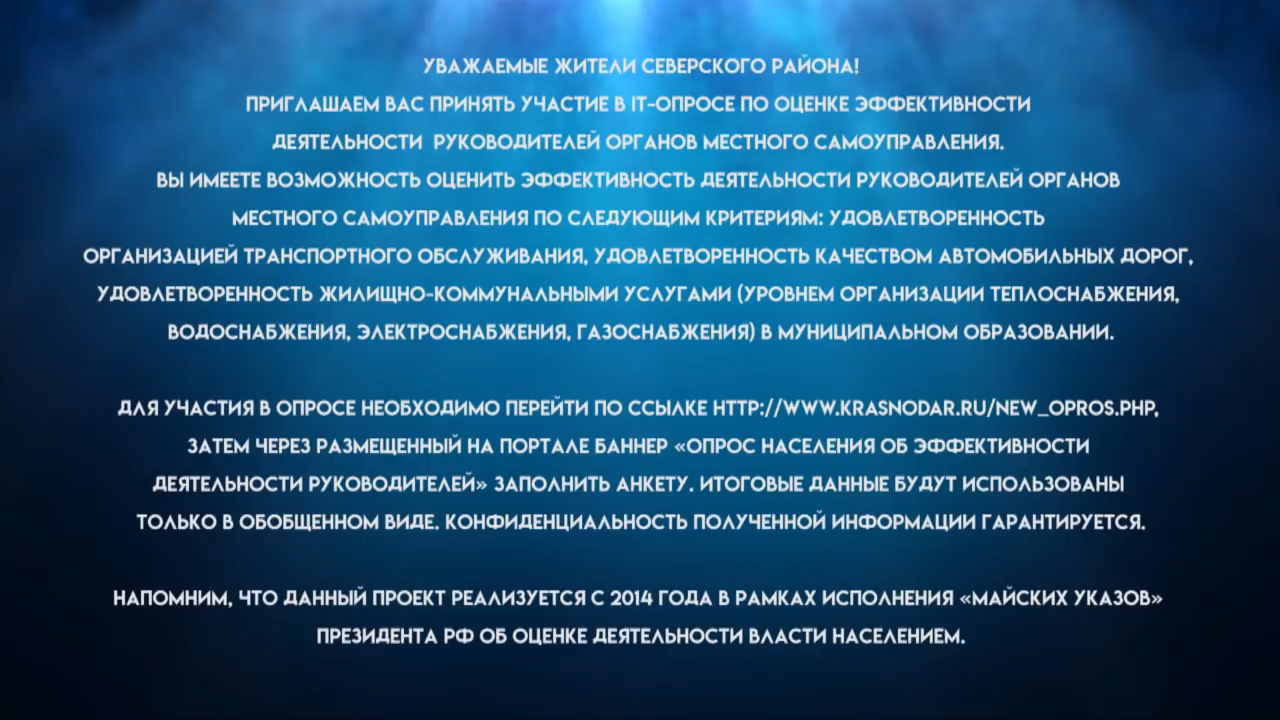 УВАЖАЕМЫЕ ЖИТЕЛИ СЕВЕРСКОГО РАЙОНА!
ПРИГЛАШАЕМ ВАС ПРИНЯТЬ УЧАСТИЕ В IT-ОПРОСЕ ПО ОЦЕНКЕ ЭФФЕКТИВНОСТИ
ДЕЯТЕЛЬНОСТИ РУКОВОДИТЕЛЕЙ ОРГАНОВ МЕСТНОГО САМОУПРАВЛЕНИЯ.
ВЫ ИМЕЕТЕ ВОЗМОЖНОСТЬ ОЦЕНИТЬ ЭФФЕКТИВНОСТЬ ДЕЯТЕЛЬНОСТИ РУКОВОДИТЕЛЕЙ ОРГАНОВ
МЕСТНОГО САМОУПРАВЛЕНИЯ ПО СЛЕДУЮЩИМ КРИТЕРИЯМ: УДОВЛЕТВОРЕННОСТЬ
ОРГАНИЗАЦИЕЙ ТРАНСПОРТНОГО ОБСЛУЖИВАНИЯ, УДОВЛЕТВОРЕННОСТЬ КАЧЕСТВОМ АВТОМОБИЛЬНЫХ ДОРОГ,
УДОВЛЕТВОРЕННОСТЬ ЖИЛИЩНО-КОММУНАЛЬНЫМИ УСЛУГАМИ (УРОВНЕМ ОРГАНИЗАЦИИ ТЕПЛОСНАБЖЕНИЯ,
ВОДОСНАБЖЕНИЯ, ЭЛЕКТРОСНАБЖЕНИЯ, ГАЗОСНАБЖЕНИЯ) В МУНИЦИПАЛЬНОМ ОБРАЗОВАНИИ.
ДЛЯ УЧАСТИЯ В ОПРОСЕ НЕОБХОДИМО ПЕРЕЙТИ ПО ССЫЛКЕ HTTP://WWW.KRASNODAR.RU/NEW_OPROS.PHP,
ЗАТЕМ ЧЕРЕЗ РАЗМЕЩЕННЫЙ НА ПОРТАЛЕ БАННЕР «ОПРОС НАСЕЛЕНИЯ ОБ ЭФФЕКТИВНОСТИ
ДЕЯТЕЛЬНОСТИ РУКОВОДИТЕЛЕЙ» ЗАПОЛНИТЬ АНКЕТУ. ИТОГОВЫЕ ДАННЫЕ БУДУТ ИСПОЛЬЗОВАНЫ
ТОЛЬКО В ОБОБЩЕННОМ ВИДЕ. КОНФИДЕНЦИАЛЬНОСТЬ ПОЛУЧЕННОЙ ИНФОРМАЦИИ ГАРАНТИРУЕТСЯ.
НАПОМНИМ, ЧТО ДАННЫЙ ПРОЕКТ РЕАЛИЗУЕТСЯ С 2014 ГОДА В РАМКАХ ИСПОЛНЕНИЯ «МАЙСКИХ УКАЗОВ»
ПРЕЗИДЕНТА РФ ОБ ОЦЕНКЕ ДЕЯТЕЛЬНОСТИ ВЛАСТИ НАСЕЛЕНИЕМ.